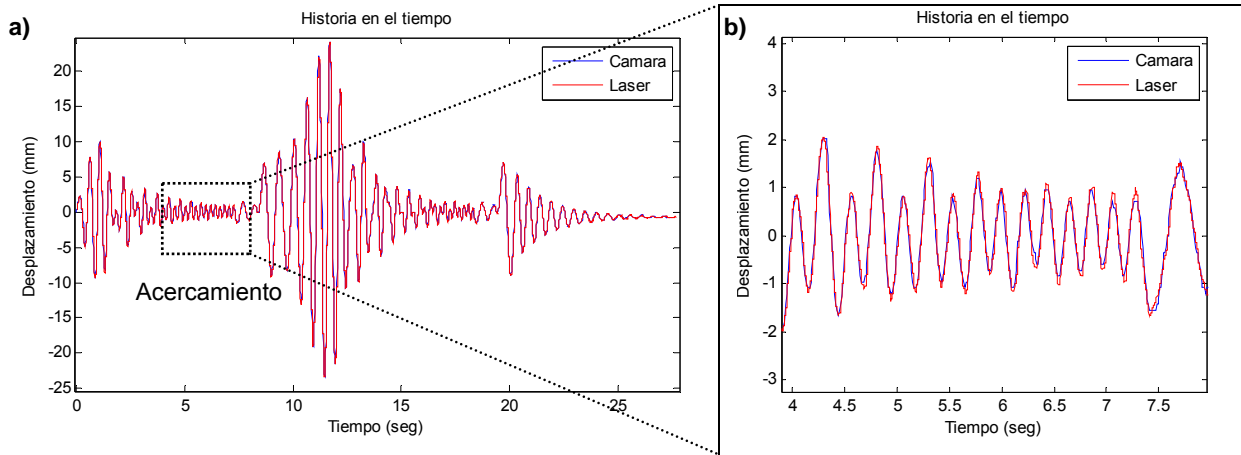 a)
Historia en el tiempo
Camara
Laser
Desplazamiento (mm)
20
15
10
5
0
-5
-10
-15
-20
-25
0
5
10
15
20
25
Tiempo (seg)
Acercamiento
b)
Historia en el tiempo
Camara
Laser
Desplazamiento (mm)
4
3
2
1
0
-1
-2
-3
4
4.5
5
5.5
6
6.5
7
7.5
Tiempo (seg)